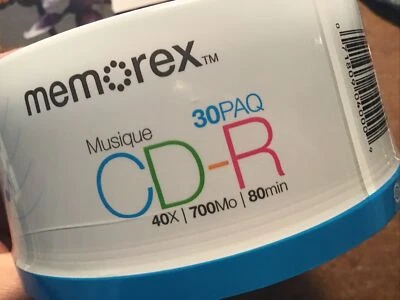 memorex™
30PAQ
Musique
CD-R
40X | 700Mo | 80min